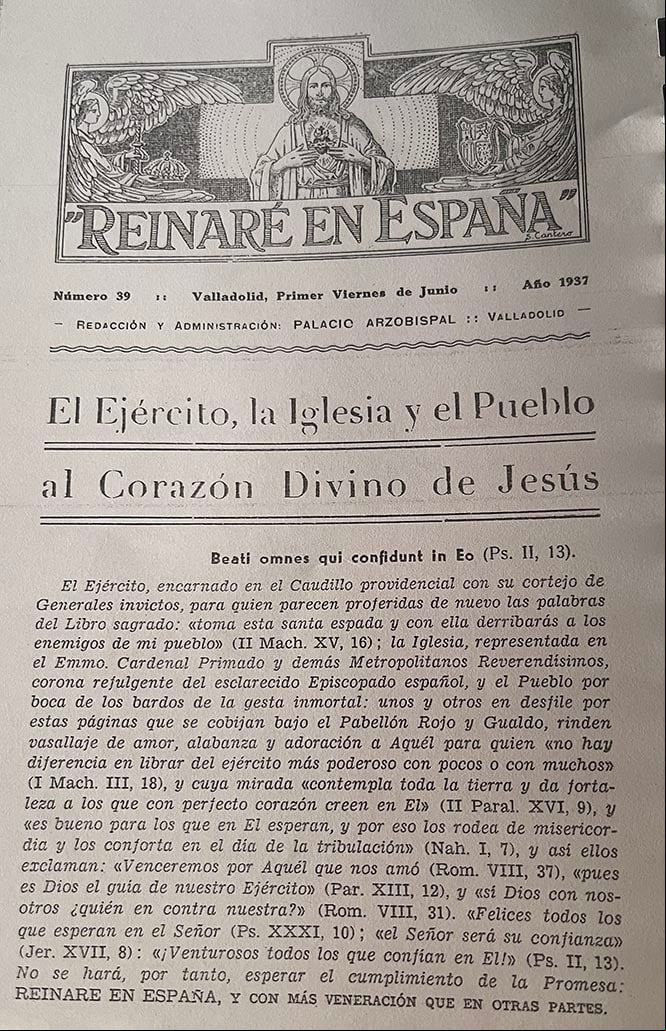 "REINARÉ EN ESPAÑA"
S. Cantero
Número 39 :: Valladolid, Primer Viernes de Junio :: Año 1937
— REDACCIÓN Y ADMINISTRACIÓN: PALACIO ARZOBISPAL :: VALLADOLID —
El Ejército, la Iglesia y el Pueblo
al Corazón Divino de Jesús
Beati omnes qui confidunt in Eo (Ps. II, 13).
El Ejército, encarnado en el Caudillo providencial con su cortejo de
Generales invictos, para quien parecen proferidas de nuevo las palabras
del Libro sagrado: «toma esta santa espada y con ella derribarás a los
enemigos de mi pueblo» (II Mach. XV, 16); la Iglesia, representada en
el Emmo. Cardenal Primado y demás Metropolitanos Reverendísimos,
corona refulgente del esclarecido Episcopado español, y el Pueblo por
boca de los bardos de la gesta inmortal: unos y otros en desfile por
estas páginas que se cobijan bajo el Pabellón Rojo y Gualdo, rinden
vasallaje de amor, alabanza y adoración a Aquél para quien «no hay
diferencia en librar del ejército más poderoso con pocos o con muchos»
(I Mach. III, 18), y cuya mirada «contempla toda la tierra y da forta-
leza a los que con perfecto corazón creen en El» (II Paral. XVI, 9), y
«es bueno para los que en El esperan, y por eso los rodea de misericor-
dia y los conforta en el día de la tribulación» (Nah. I, 7), y así ellos
exclaman: «Venceremos por Aquél que nos amó (Rom. VIII, 37), «pues
es Dios el guía de nuestro Ejército» (Par. XIII, 12), y «si Dios con nos-
otros ¿quién en contra nuestra?» (Rom. VIII, 31). «Felices todos los
que esperan en el Señor (Ps. XXXI, 10); «el Señor será su confianza»
(Jer. XVII, 8): «¡Venturosos todos los que confían en El!» (Ps. II, 13).
No se hará, por tanto, esperar el cumplimiento de la Promesa:
REINARE EN ESPAÑA, Y CON MÁS VENERACIÓN QUE EN OTRAS PARTES.